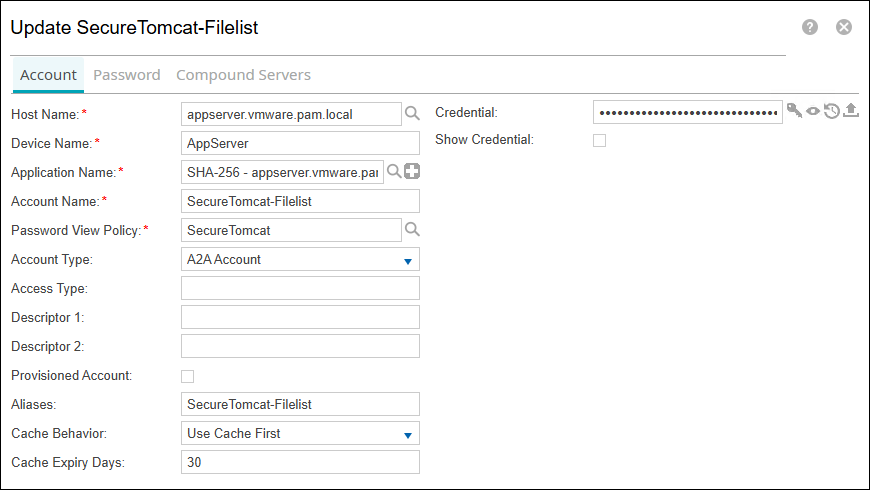 Update SecureTomcat-Filelist
Account Password Compound Servers
Host Name:* appserver.vmware.pam.local
Device Name:* AppServer
Application Name:* SHA-256 - appserver.vmware.pam
Account Name:* SecureTomcat-Filelist
Password View Policy:* SecureTomcat
Account Type: A2A Account
Access Type:
Descriptor 1:
Descriptor 2:
Provisioned Account:
Aliases: SecureTomcat-Filelist
Cache Behavior: Use Cache First
Cache Expiry Days: 30
Credential: ••••••••••••••••••••••••••••••
Show Credential: